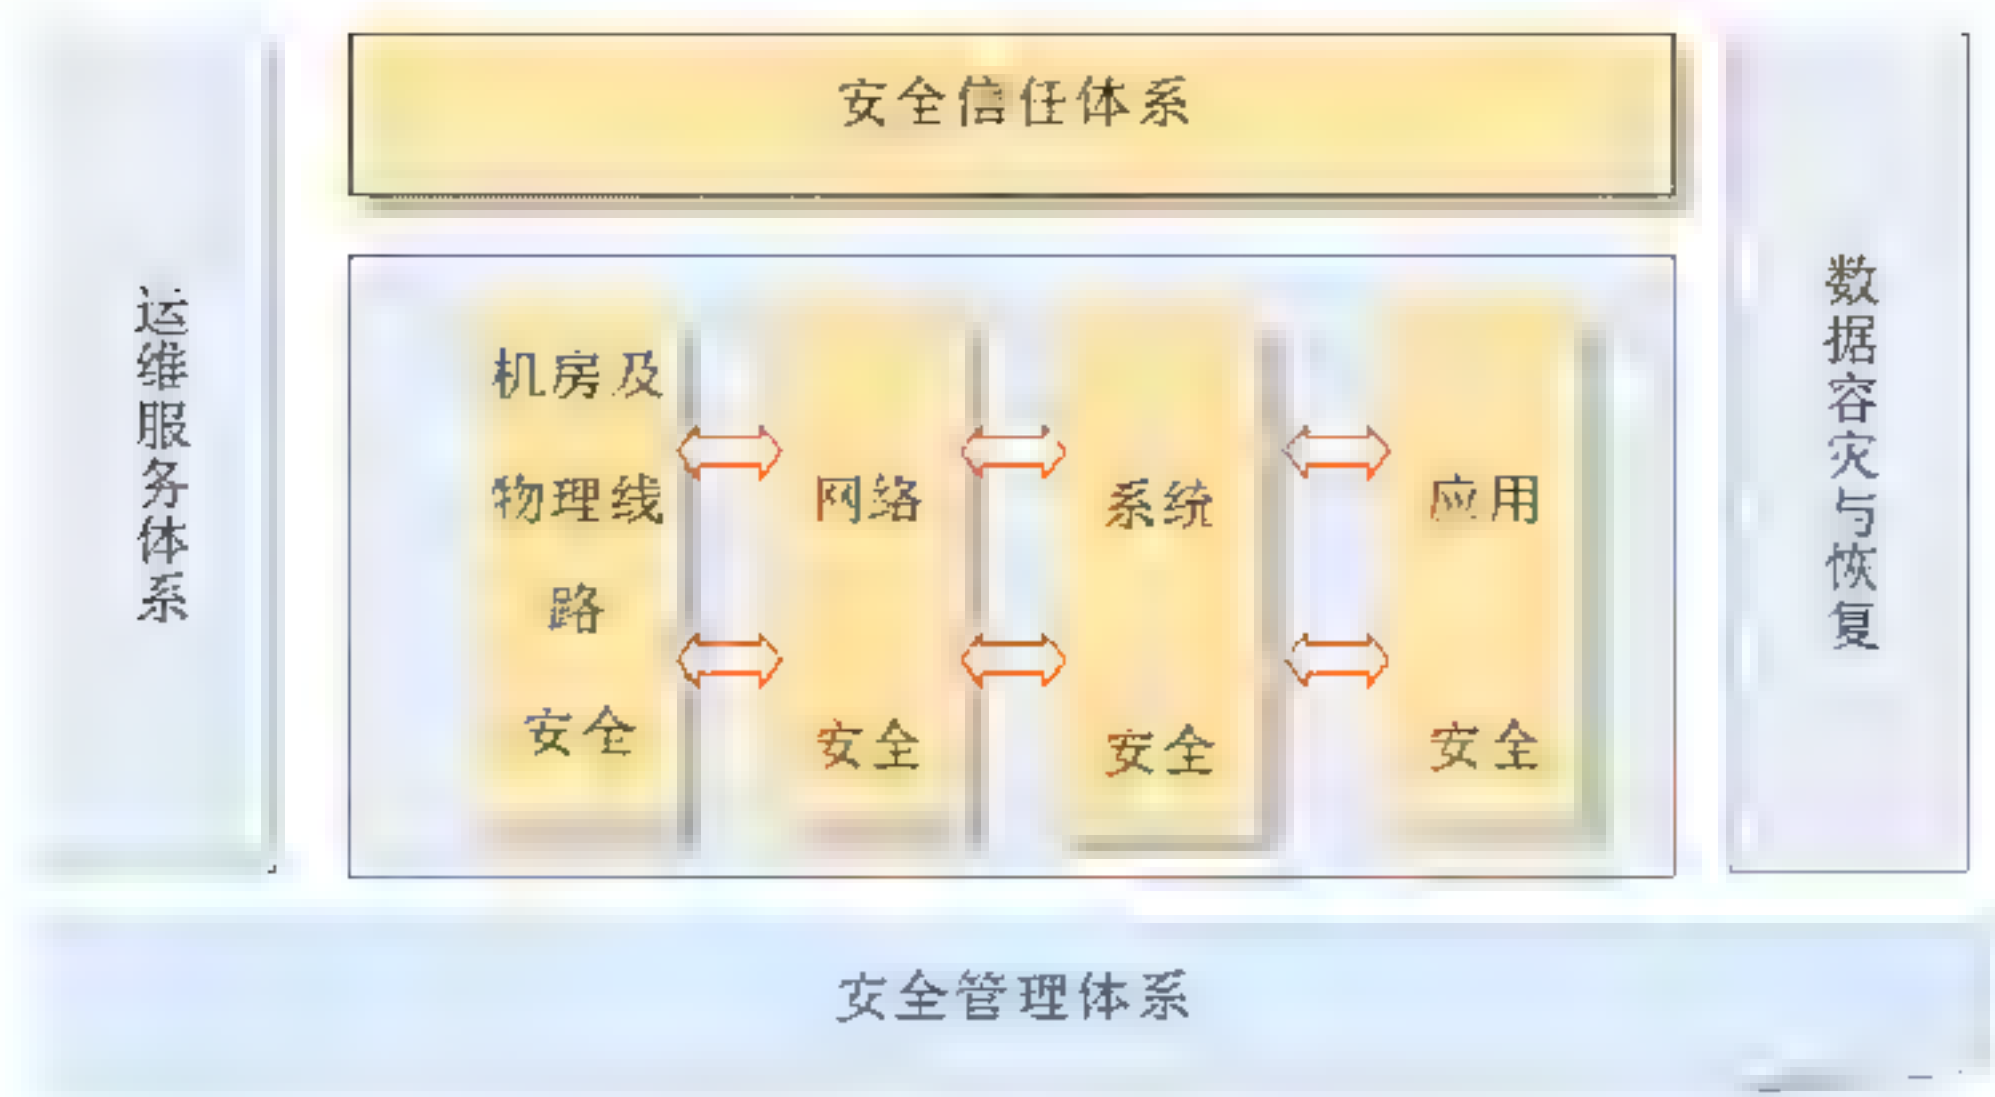 安全信任体系
运维服务体系
机房及
物理线
路
安全
网络
安全
系统
安全
应用
安全
数据容灾与恢复
安全管理体系